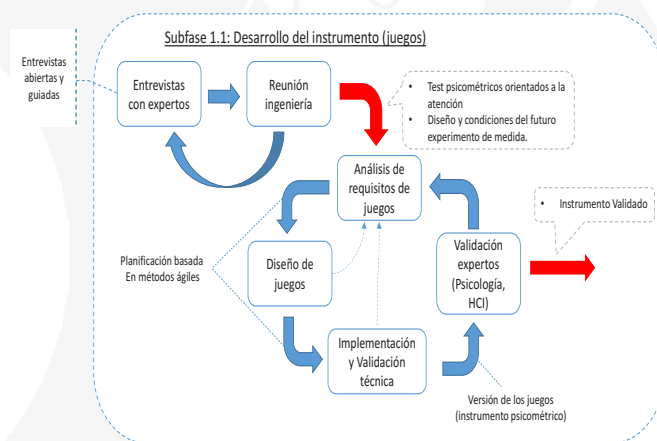 Subfase 1.1: Desarrollo del instrumento (juegos)
Entrevistas
abiertas y
guiadas
Entrevistas
con expertos
Reunión
ingeniería
• Test psicométricos orientados a la
atención
• Diseño y condiciones del futuro
experimento de medida.
Análisis de
requisitos de
juegos
• Instrumento Validado
Planificación basada
En métodos ágiles
Diseño de
juegos
Validación
expertos
(Psicología,
HCI)
Implementación
y Validación
técnica
Versión de los juegos
(instrumento psicométrico)